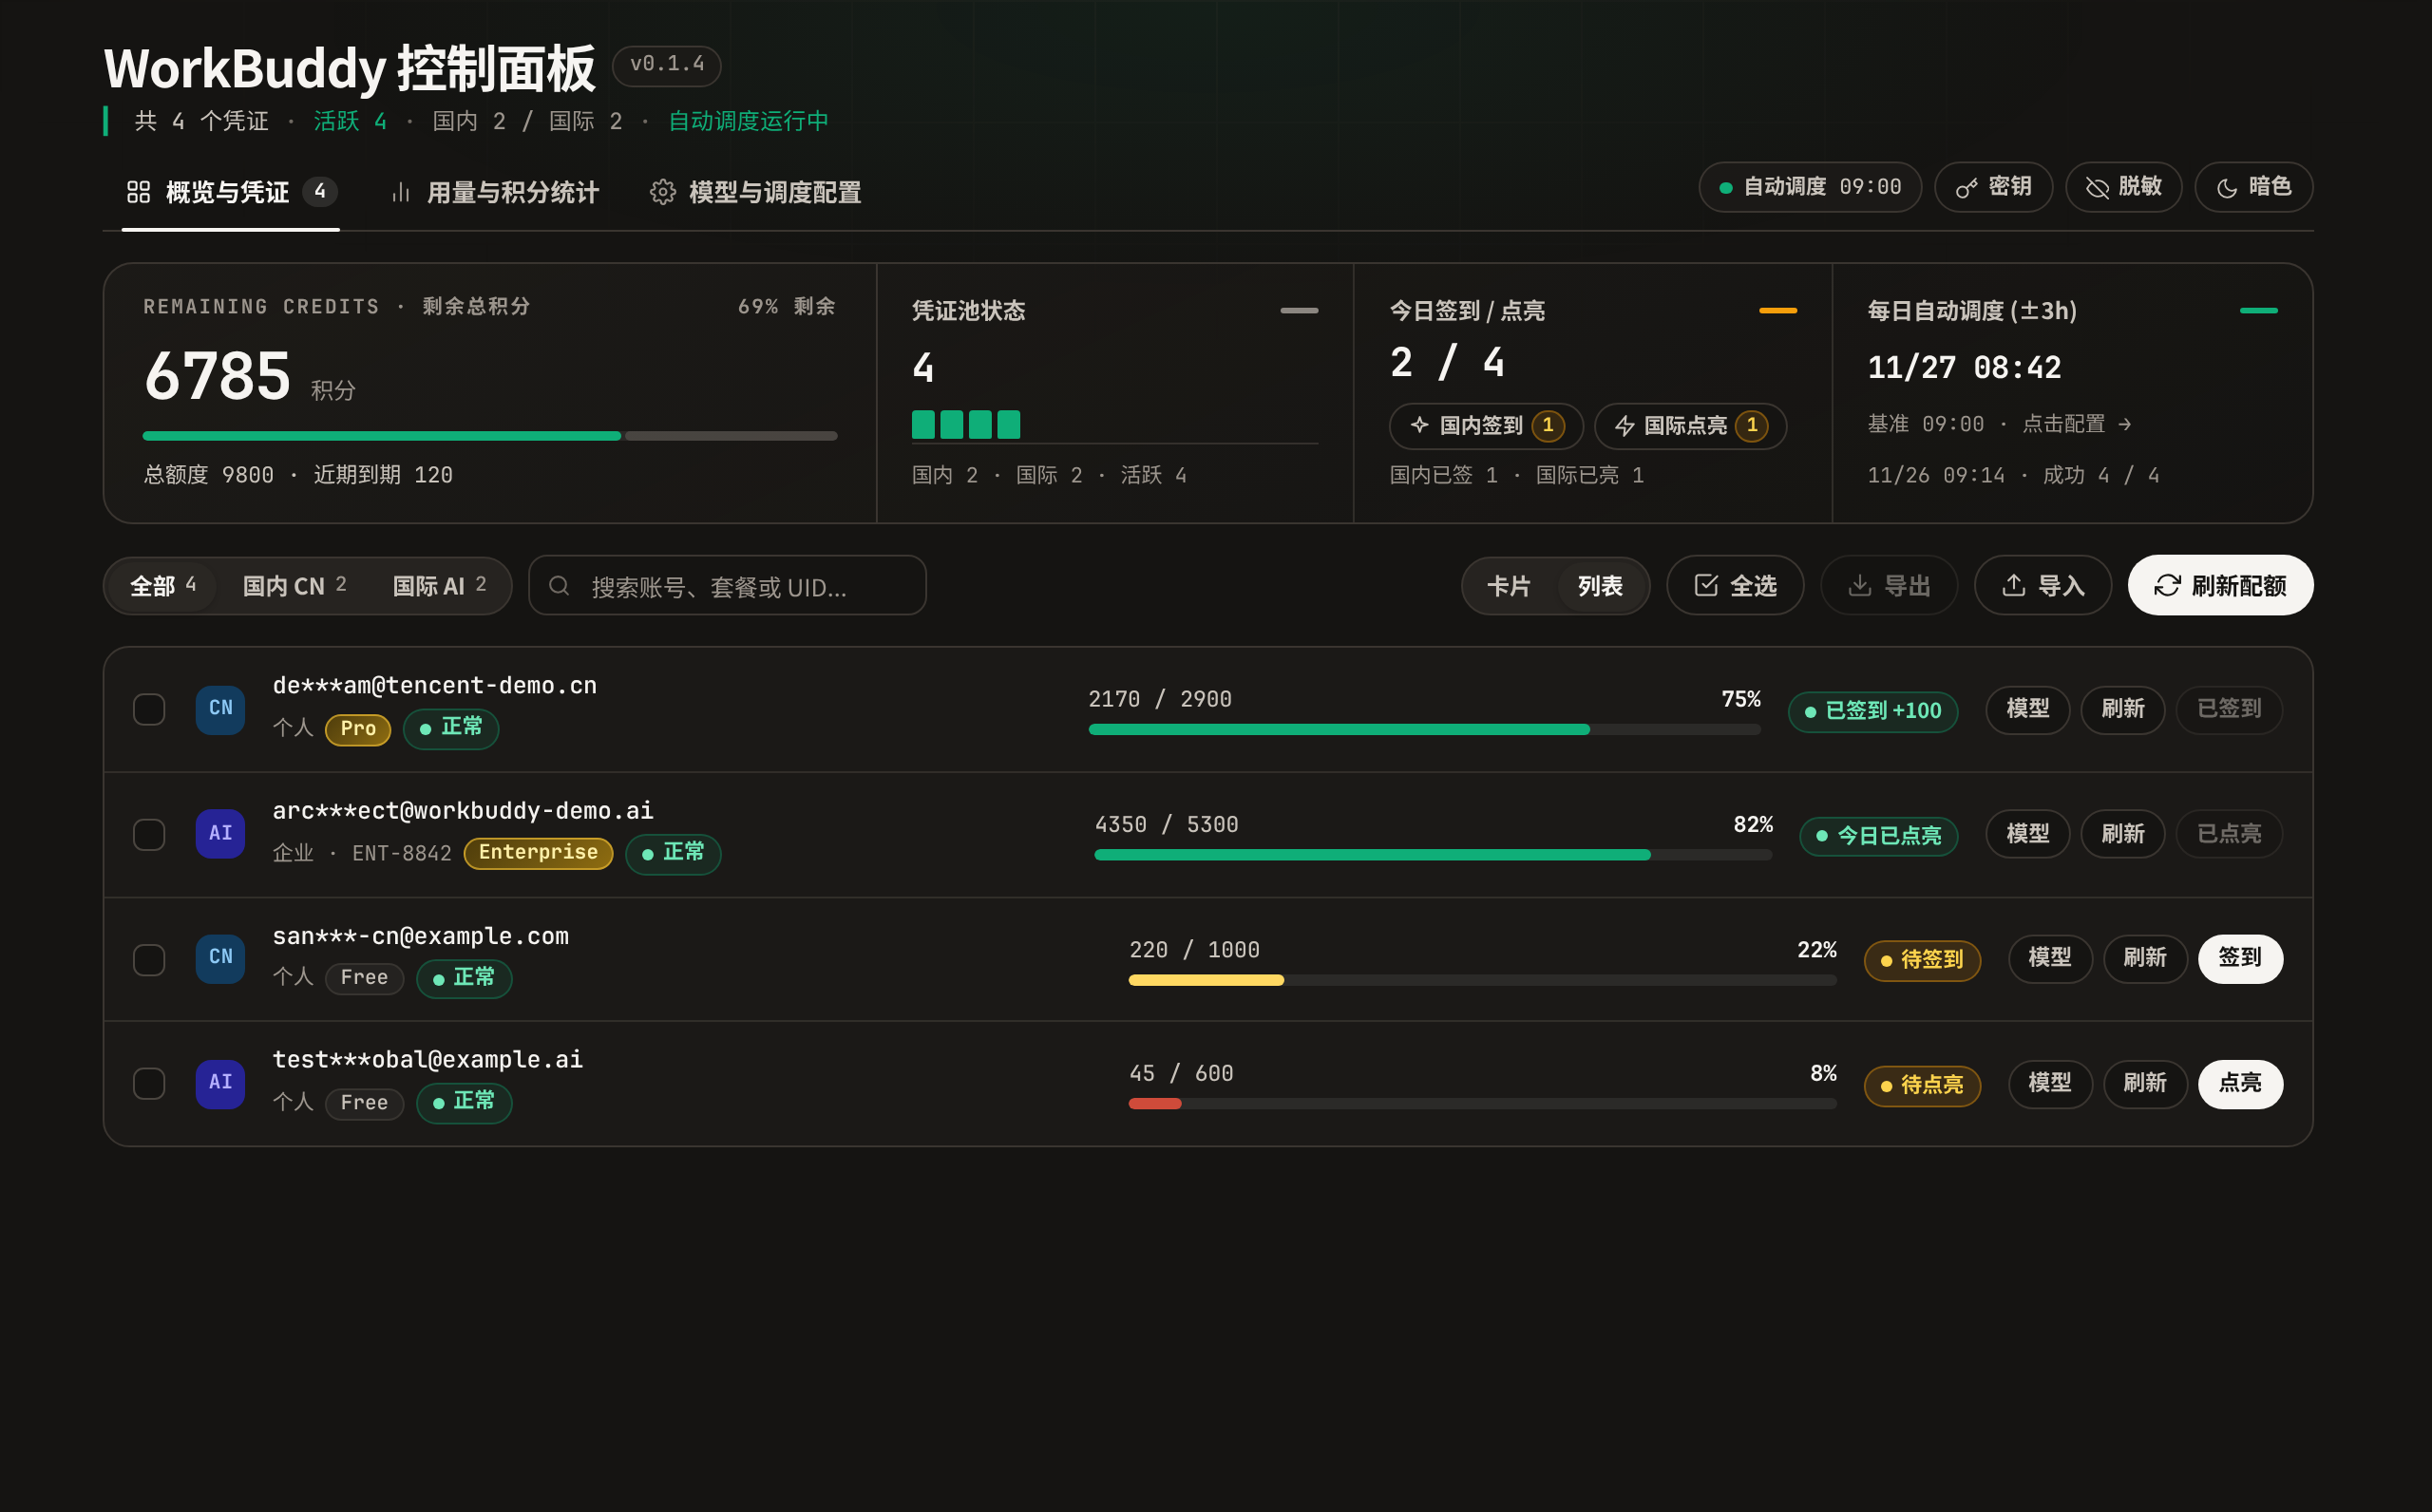 WorkBuddy 控制面板 v0.1.4
共 4 个凭证 · 活跃 4 · 国内 2 / 国际 2 · 自动调度运行中
概览与凭证 4 用量与积分统计 模型与调度配置 自动调度 09:00 密钥 脱敏 暗色
REMAINING CREDITS · 剩余总积分 69% 剩余
6785 积分
总额度 9800 · 近期到期 120
凭证池状态
4
国内 2 · 国际 2 · 活跃 4
今日签到 / 点亮
2 / 4
国内签到 1 国际点亮 1
国内已签 1 · 国际已亮 1
每日自动调度 (±3h)
11/27 08:42
基准 09:00 · 点击配置 →
11/26 09:14 · 成功 4 / 4
全部 4 国内 CN 2 国际 AI 2 搜索账号、套餐或 UID... 卡片 列表 全选 导出 导入 刷新配额
CN de***am@tencent-demo.cn
个人 Pro 正常
2170 / 2900 75% 已签到 +100 模型 刷新 已签到
AI arc***ect@workbuddy-demo.ai
企业 · ENT-8842 Enterprise 正常
4350 / 5300 82% 今日已点亮 模型 刷新 已点亮
CN san***-cn@example.com
个人 Free 正常
220 / 1000 22% 待签到 模型 刷新 签到
AI test***obal@example.ai
个人 Free 正常
45 / 600 8% 待点亮 模型 刷新 点亮